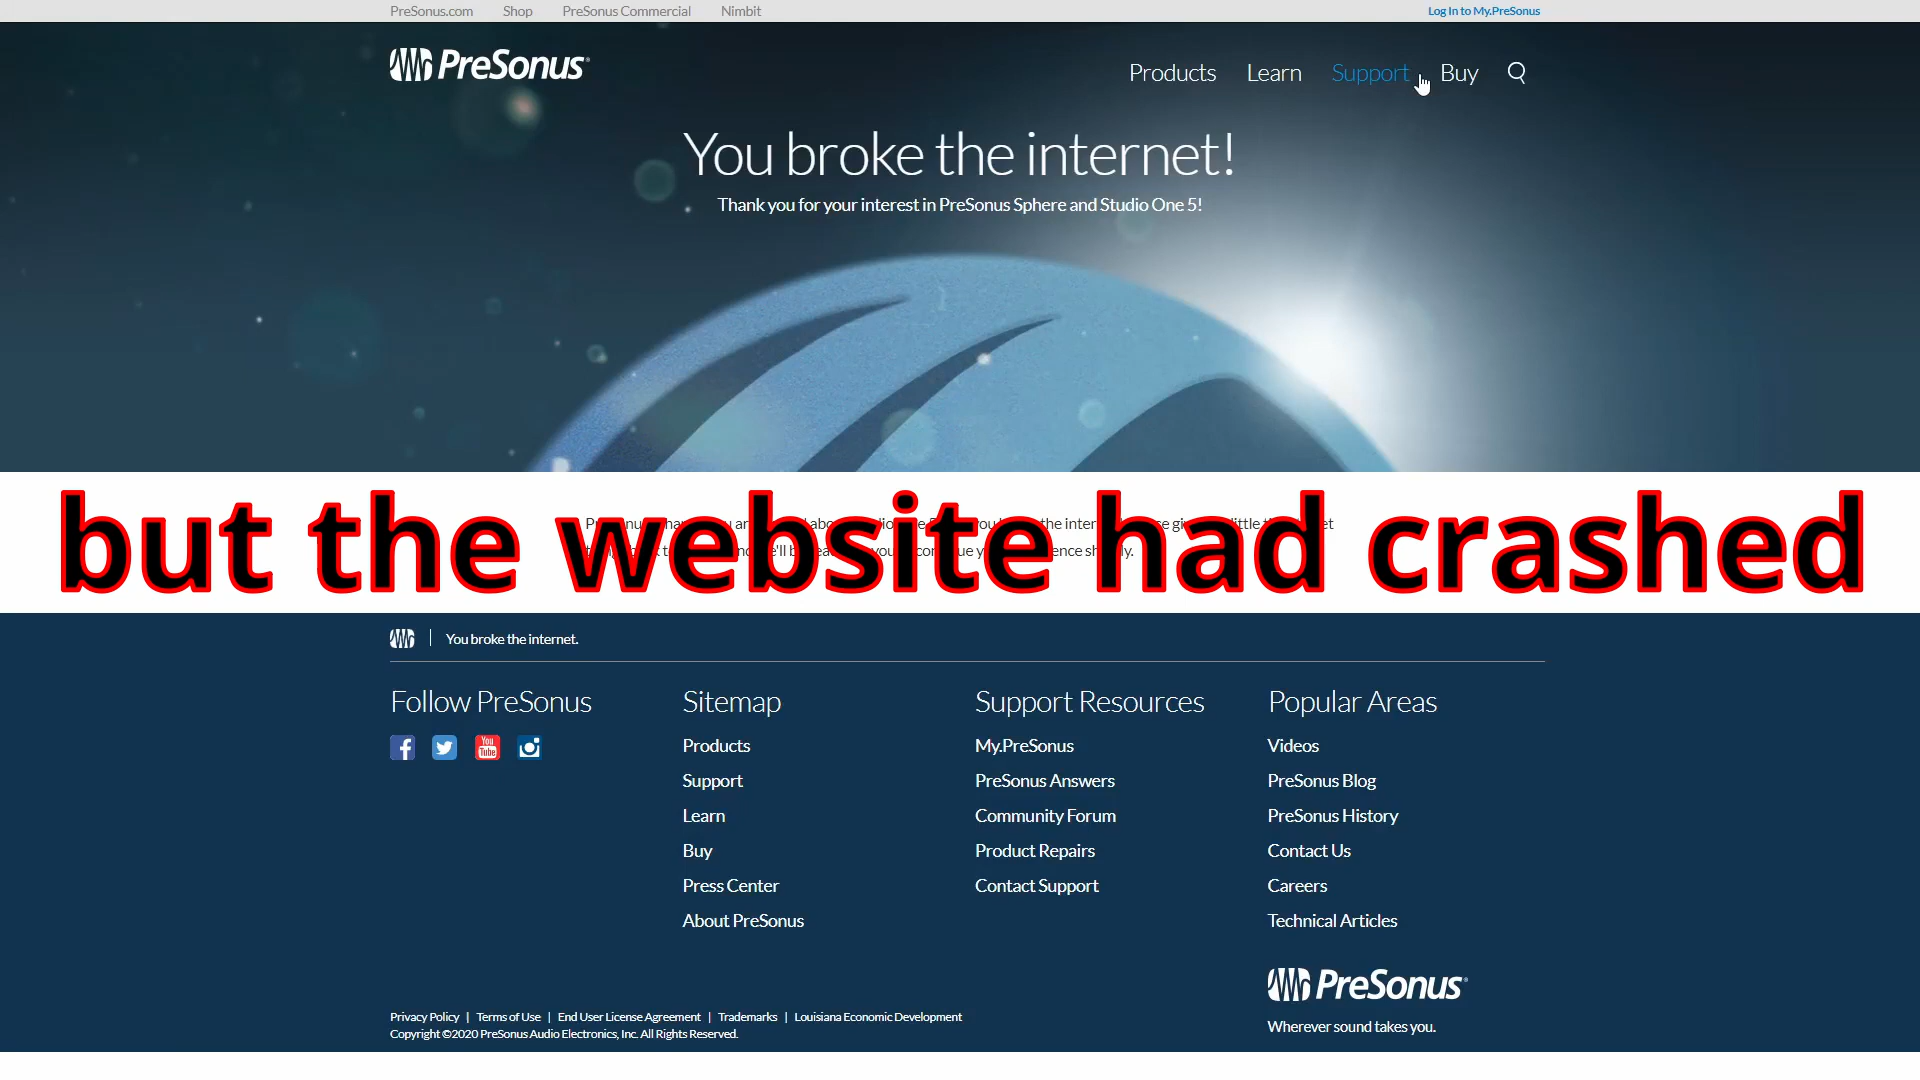 PreSonus.com Shop PreSonus Commercial Nimbit Log In to My.PreSonus
PreSonus Products Learn Support Buy
You broke the internet!
Thank you for your interest in PreSonus Sphere and Studio One 5!
but the website had crashed
You broke the internet.
Follow PreSonus
You
Tube
Sitemap
Products
Support
Learn
Buy
Press Center
About PreSonus
Support Resources
My.PreSonus
PreSonus Answers
Community Forum
Product Repairs
Contact Support
Popular Areas
Videos
PreSonus Blog
PreSonus History
Contact Us
Careers
Technical Articles
PreSonus
Wherever sound takes you.
Privacy Policy | Terms of Use | End User License Agreement | Trademarks | Louisiana Economic Development
Copyright ©2020 PreSonus Audio Electronics, Inc. All Rights Reserved.